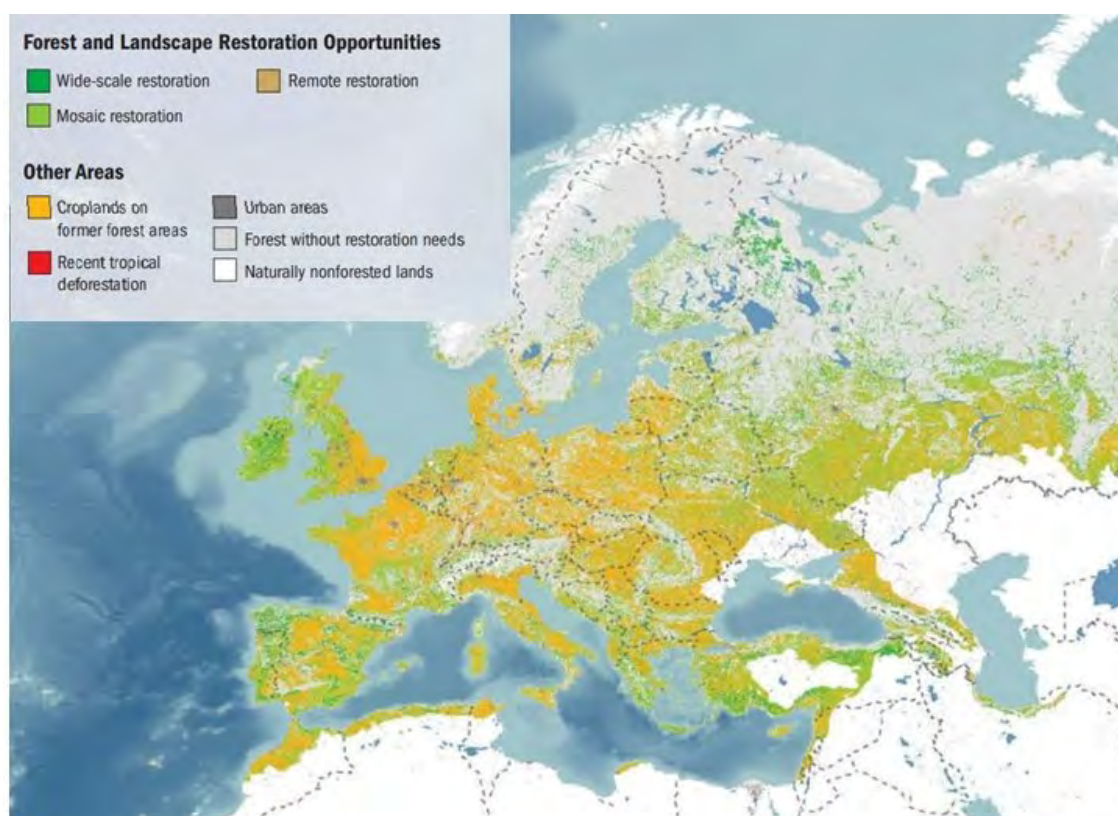 Forest and Landscape Restoration Opportunities
Wide-scale restoration
Remote restoration
Mosaic restoration
Other Areas
Croplands on
former forest areas
Recent tropical
deforestation
Urban areas
Forest without restoration needs
Naturally nonforested lands